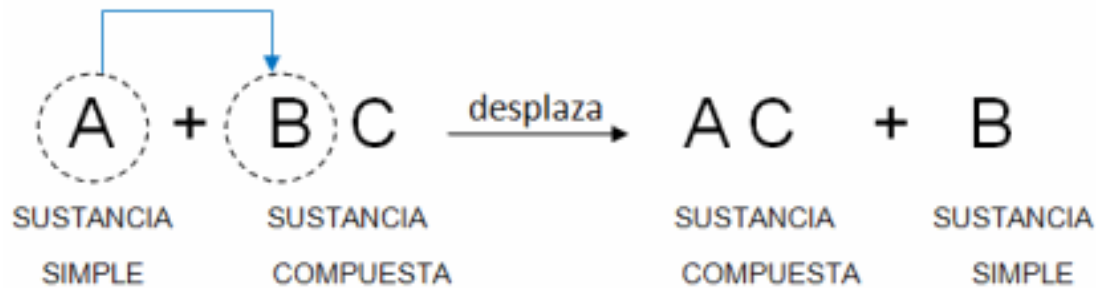 A + B C desplaza A C + B
SUSTANCIA SUSTANCIA SUSTANCIA SUSTANCIA
SIMPLE COMPUESTA COMPUESTA SIMPLE